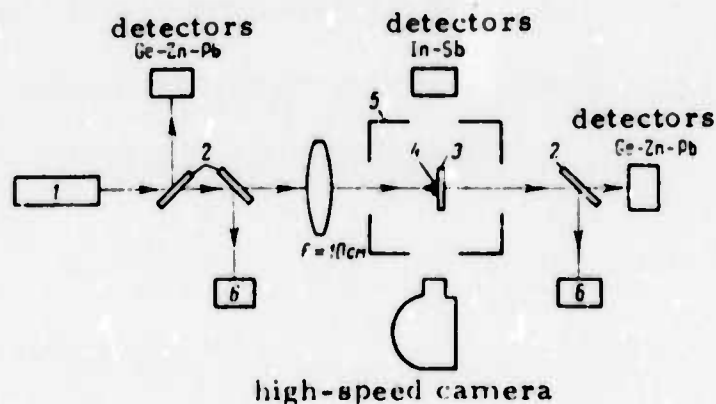 detectors
Ge-Zn-Pb
detectors
In-Sb
detectors
Ge-Zn-Pb
5
2
4
3
2
1
F = 10cm
6
6
high-speed camera